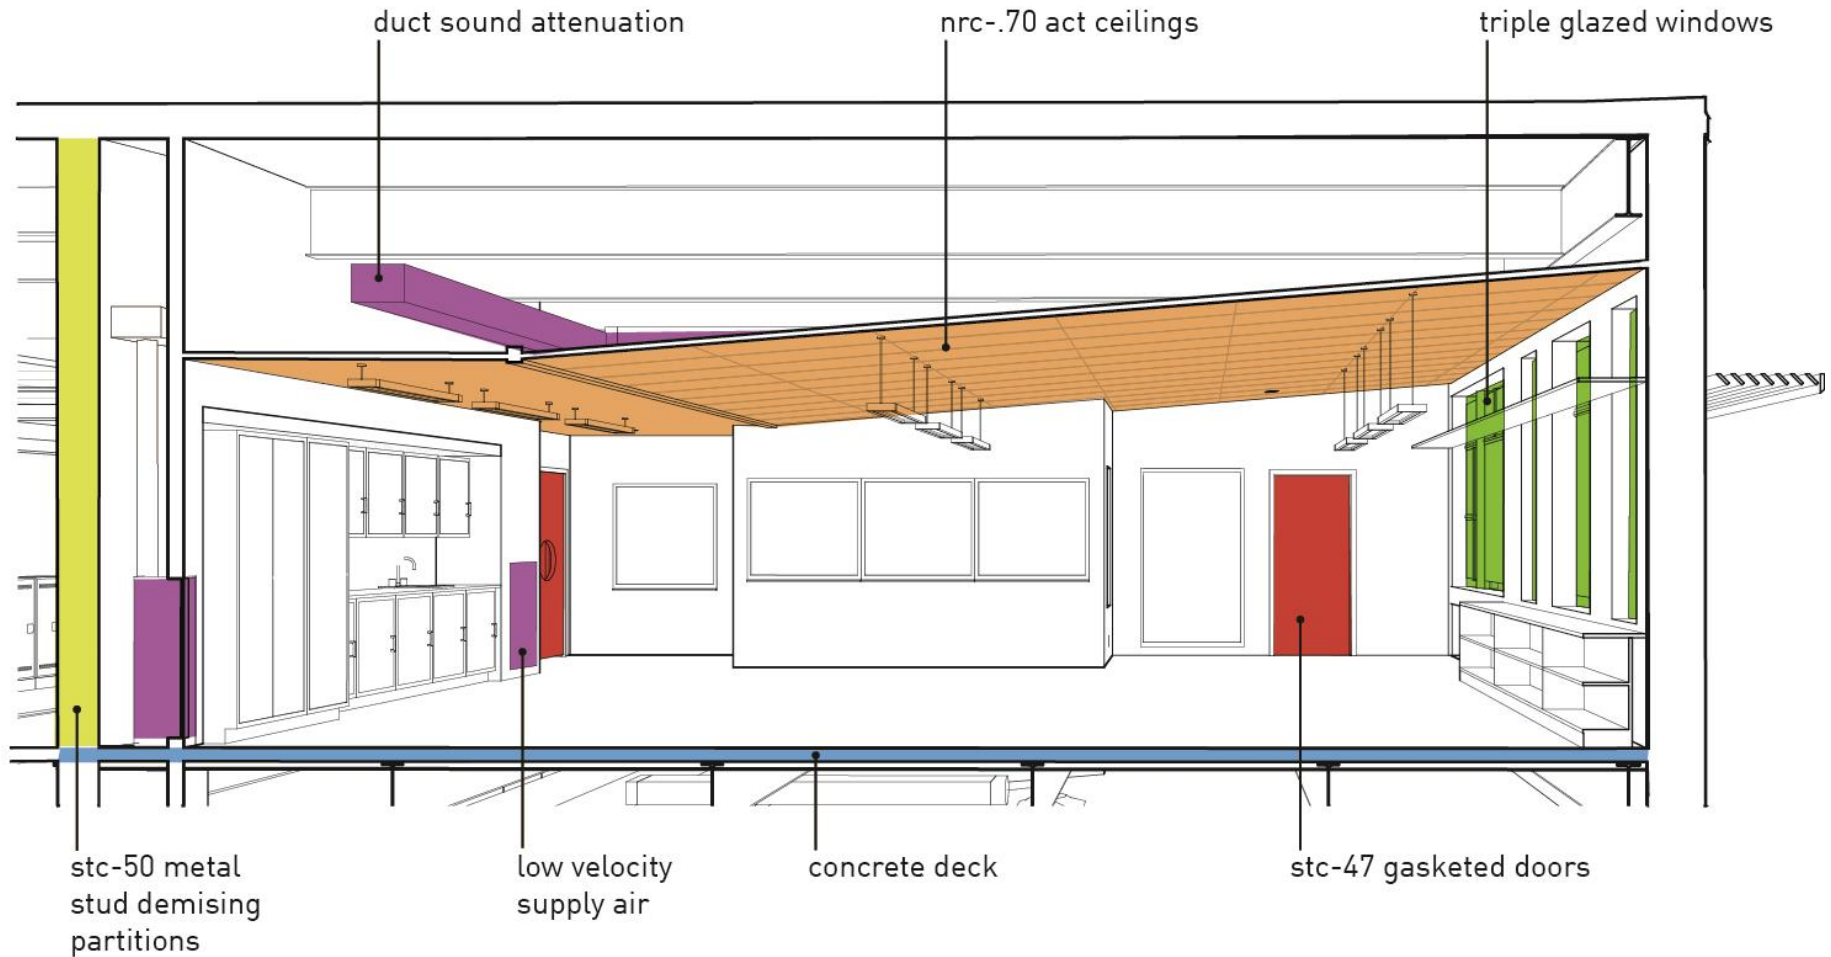 duct sound attenuation
nrc-.70 act ceilings
triple glazed windows
stc-50 metal
stud demising
partitions
low velocity
supply air
concrete deck
stc-47 gasketed doors